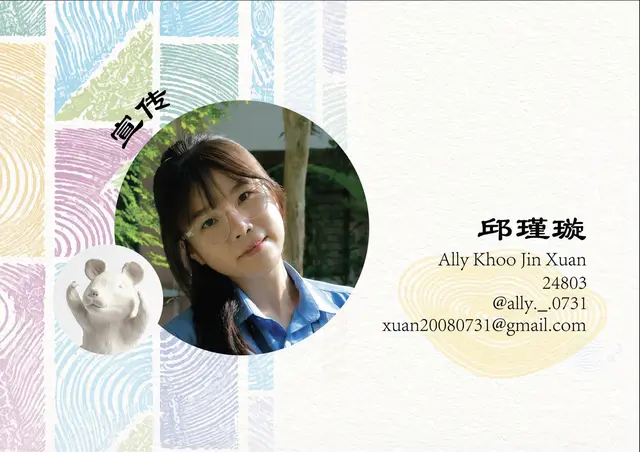 宣传
邱瑾璇
Ally Khoo Jin Xuan
24803
@ally._.0731
xuan20080731@gmail.com